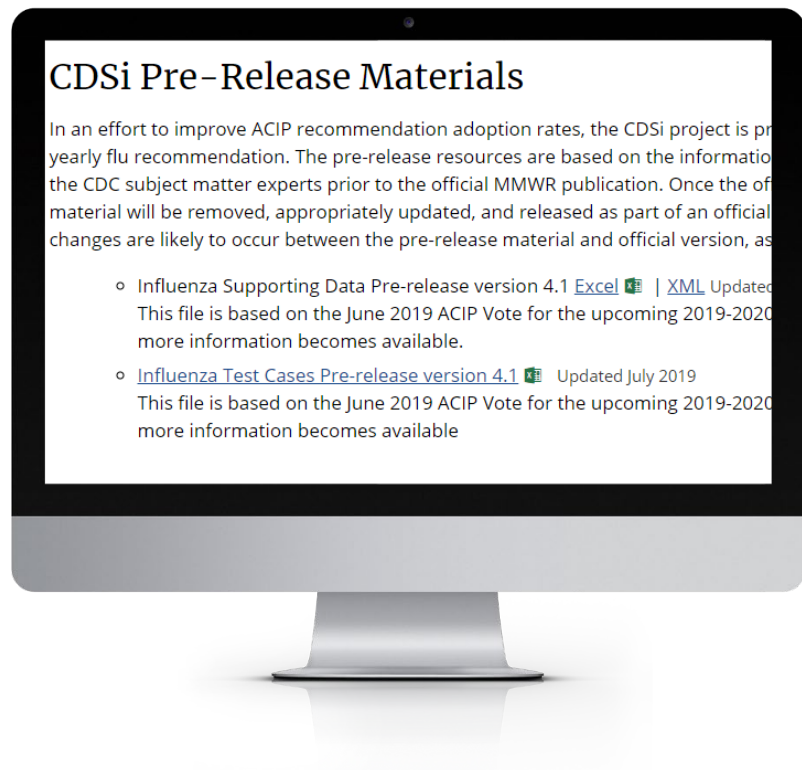 CDSi Pre-Release Materials
In an effort to improve ACIP recommendation adoption rates, the CDSi project is
yearly flu recommendation. The pre-release resources are based on the
the CDC subject matter experts prior to the official MMWR publication. Once the
material will be removed, appropriately updated, and released as part of an official
changes are likely to occur between the pre-release material and official version, as
Influenza Supporting Data Pre-release version 4.1 Excel | XML Updated
This file is based on the June 2019 ACIP Vote for the upcoming 2019-2020
more information becomes available.
Influenza Test Cases Pre-release version 4.1 Updated July 2019
This file is based on the June 2019 ACIP Vote for the upcoming 2019-2020
more information becomes available